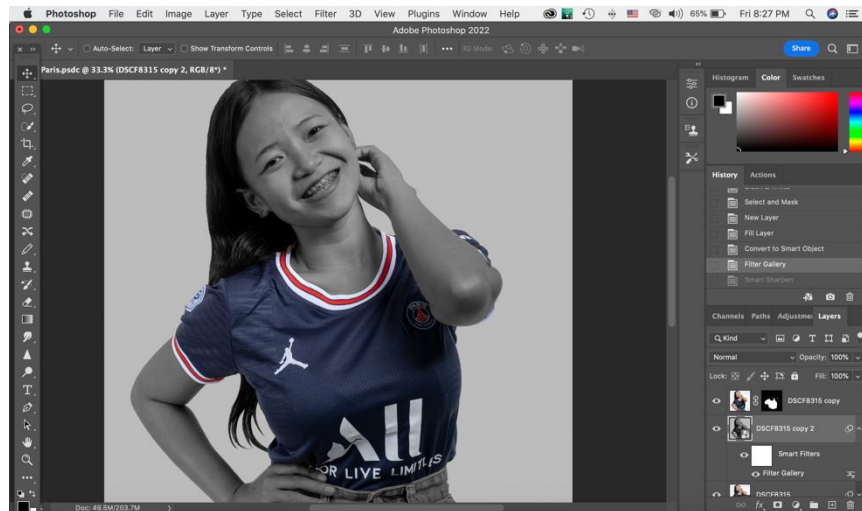 Photoshop File Edit Image Layer Type Select Filter 3D View Plugins Window Help 65% Fri 8:27 PM
Adobe Photoshop 2022
Auto-Select: Layer Show Transform Controls 3D Mode: Share
Paris.psdc @ 33.3% (DSCF8315 copy 2, RGB/8*) *
Histogram Color Swatches
History Actions
Select and Mask
New Layer
Fill Layer
Convert to Smart Object
Filter Gallery
Smart Sharpen
Channels Paths Adjustme Layers
Kind
Normal Opacity: 100%
Lock: Fill: 100%
DSCF8315 copy
DSCF8315 copy 2
Smart Filters
Filter Gallery
DSCF8315
fx
Doc: 49.5M/203.7M
PARIS
All
OR LIVE LIMITLES